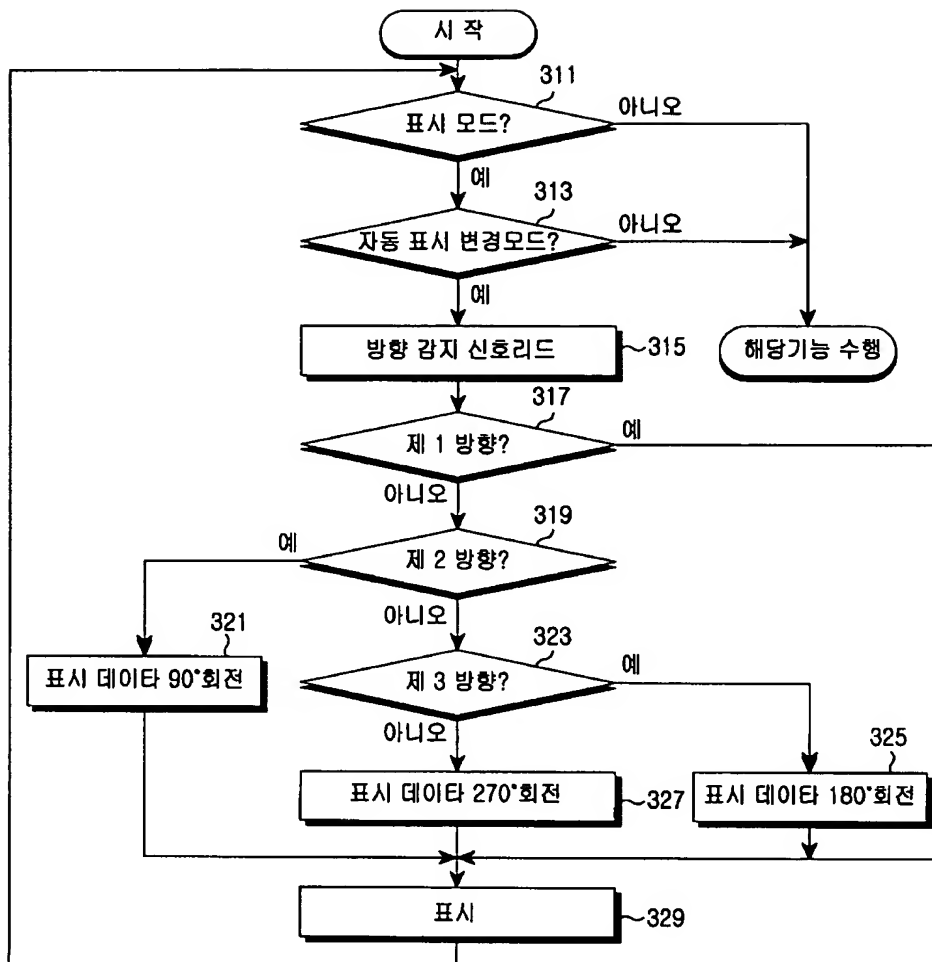 시 작
311
표시 모드?
아니오
예
313
자동 표시 변경모드?
아니오
예
방향 감지 신호리드
315
해당기능 수행
317
제 1 방향?
예
아니오
319
예
제 2 방향?
아니오
321
표시 데이타 90°회전
323
제 3 방향?
예
아니오
325
표시 데이타 270°회전
327
표시 데이타 180°회전
표시
329